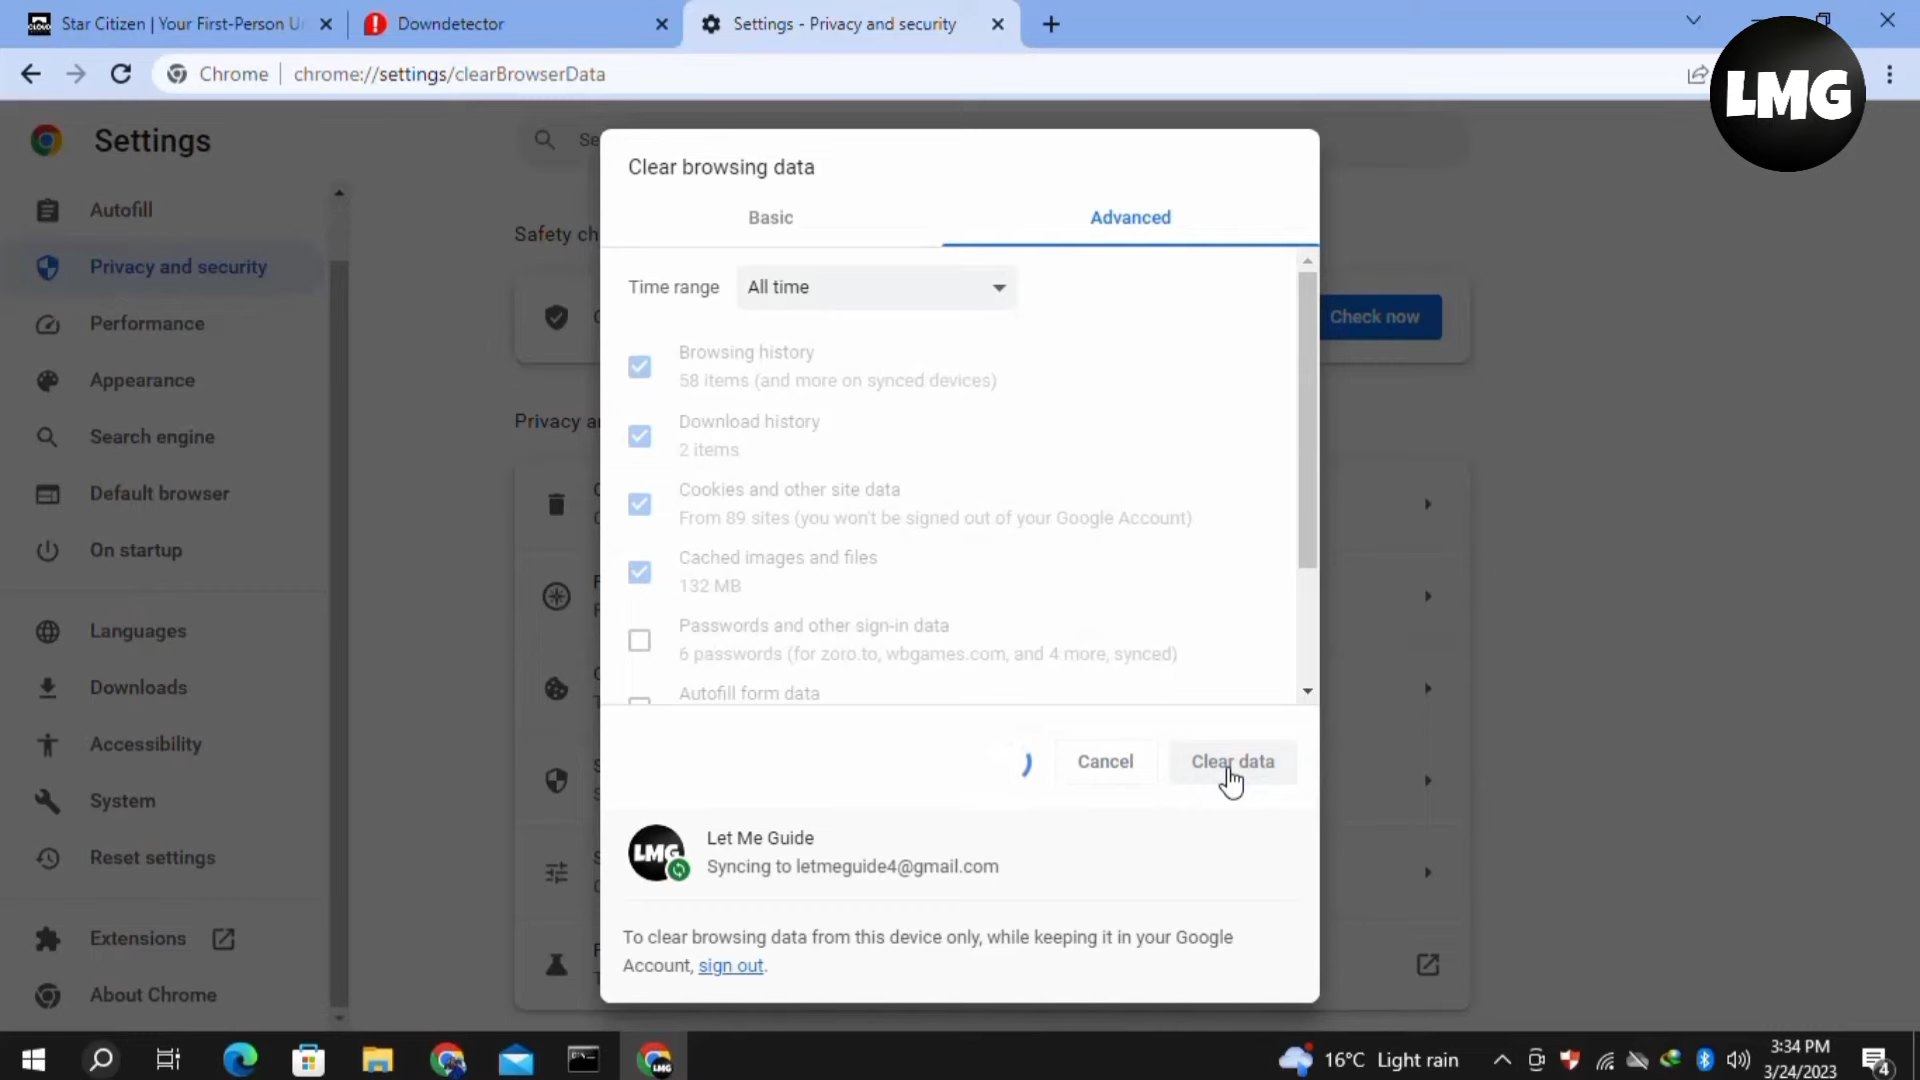 Star Citizen | Your First-Person U
Downdetector
Settings - Privacy and security
Chrome
chrome://settings/clearBrowserData
LMG
Settings
Se
Autofill
Privacy and security
Performance
Appearance
Search engine
Default browser
On startup
Languages
Downloads
Accessibility
System
Reset settings
Extensions
About Chrome
Safety ch
Check now
Privacy a
Clear browsing data
Basic
Advanced
Time range
All time
Browsing history
58 items (and more on synced devices)
Download history
2 items
Cookies and other site data
From 89 sites (you won't be signed out of your Google Account)
Cached images and files
132 MB
Passwords and other sign-in data
6 passwords (for zoro.to, wbgames.com, and 4 more, synced)
Autofill form data
Cancel
Clear data
LMG
Let Me Guide
Syncing to letmeguide4@gmail.com
To clear browsing data from this device only, while keeping it in your Google
Account, sign out.
16°C Light rain
3:34 PM
3/24/2023
4